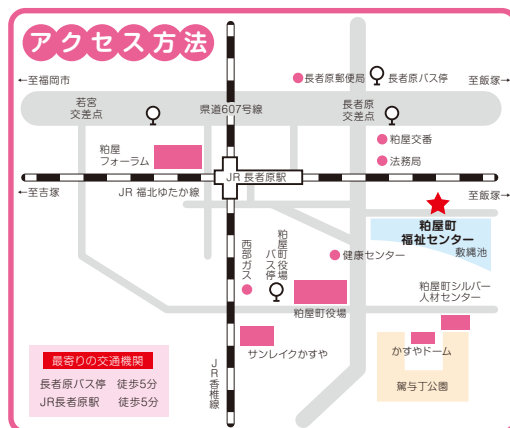 アクセス方法
←至福岡市
長者原郵便局
長者原バス停
至飯塚→
若宮
交差点
県道607号線
長者原
交差点
粕屋交番
法務局
粕屋
フォーラム
JR 長者原駅
←至吉塚
JR 福北ゆたか線
至飯塚→
粕屋町
福祉センター
敷縄池
西部ガス
粕屋町役場
バス停
健康センター
粕屋町シルバー
人材センター
粕屋町役場
サンレイクかすや
かすやドーム
駕与丁公園
JR香椎線
最寄りの交通機関
長者原バス停 徒歩5分
JR長者原駅 徒歩5分